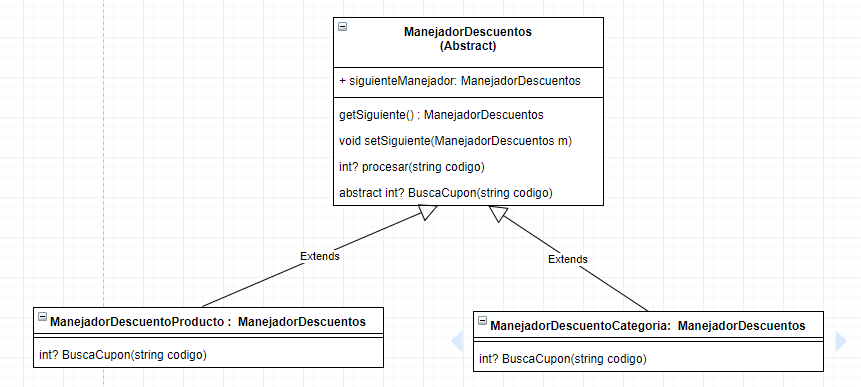 ManejadorDescuentos
(Abstract)
+ siguienteManejador: ManejadorDescuentos
getSiguiente() : ManejadorDescuentos
void setSiguiente(ManejadorDescuentos m)
int? procesar(string codigo)
abstract int? BuscaCupon(string codigo)
Extends
Extends
ManejadorDescuentoProducto : ManejadorDescuentos
int? BuscaCupon(string codigo)
ManejadorDescuentoCategoria: ManejadorDescuentos
int? BuscaCupon(string codigo)